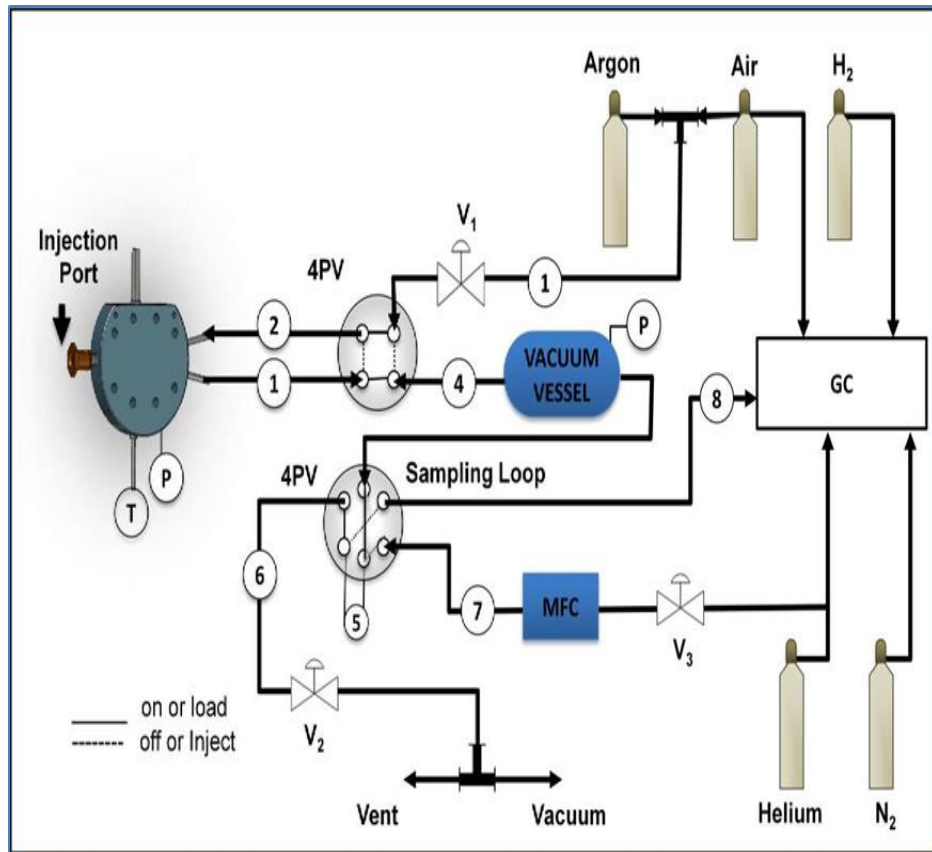 Argon
Air
H2
Injection
Port
V1
4PV
1
2
P
1
4
VACUUM
VESSEL
8
GC
4PV
Sampling Loop
P
T
6
5
7
MFC
V3
on or load
off or Inject
V2
Vent
Vacuum
Helium
N2